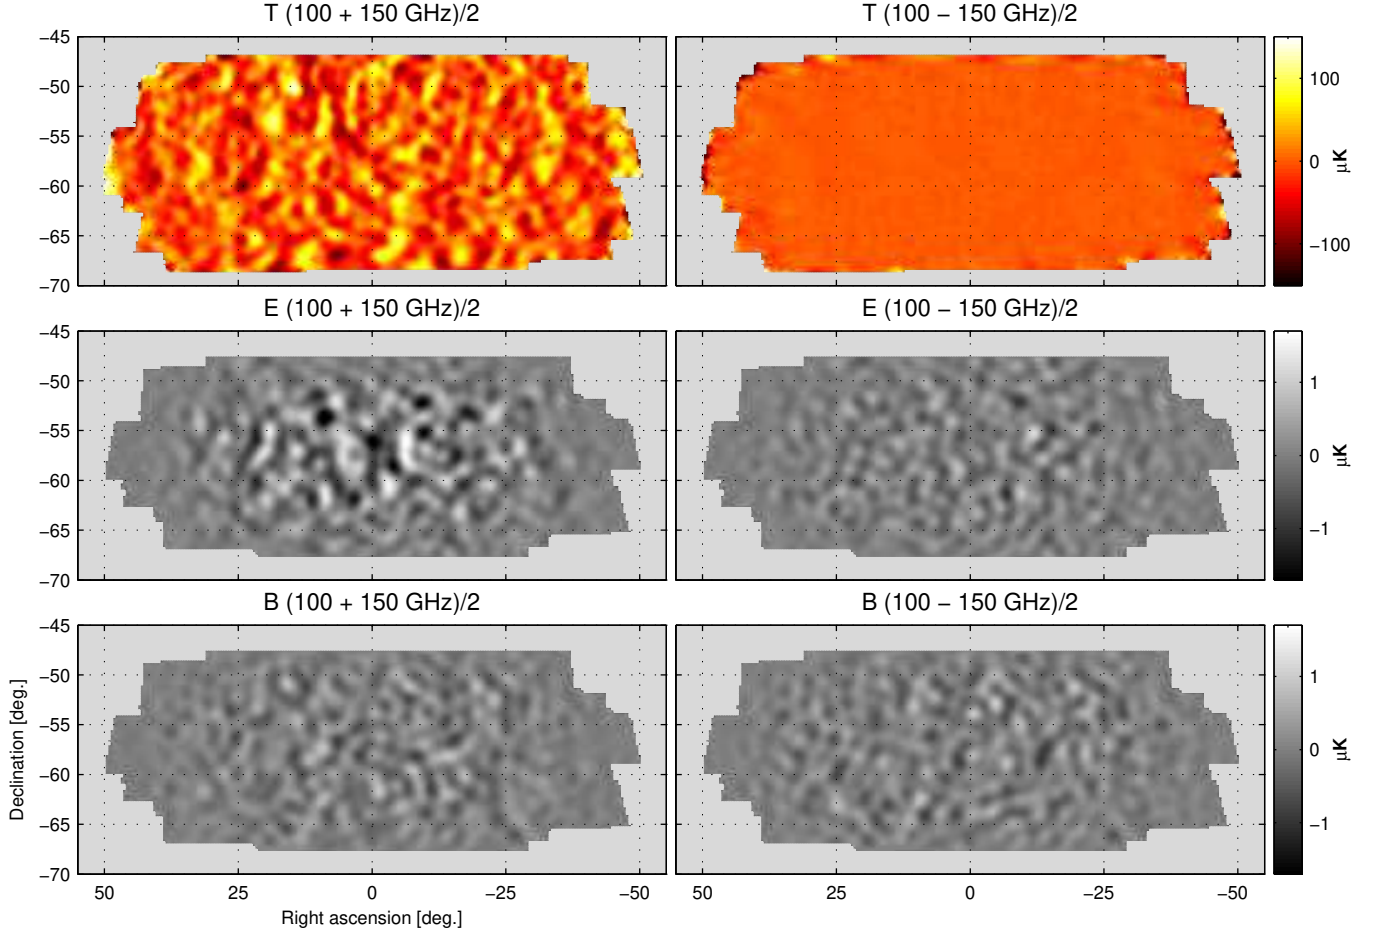 T (100 + 150 GHz)/2
T (100 − 150 GHz)/2
−45
−50
−55
−60
−65
−70
100
0
−100
µK
E (100 + 150 GHz)/2
E (100 − 150 GHz)/2
−45
−50
−55
−60
−65
−70
1
0
−1
µK
B (100 + 150 GHz)/2
B (100 − 150 GHz)/2
−45
−50
−55
−60
−65
−70
1
0
−1
µK
Declination [deg.]
50 25 0 −25 −50
50 25 0 −25 −50
Right ascension [deg.]